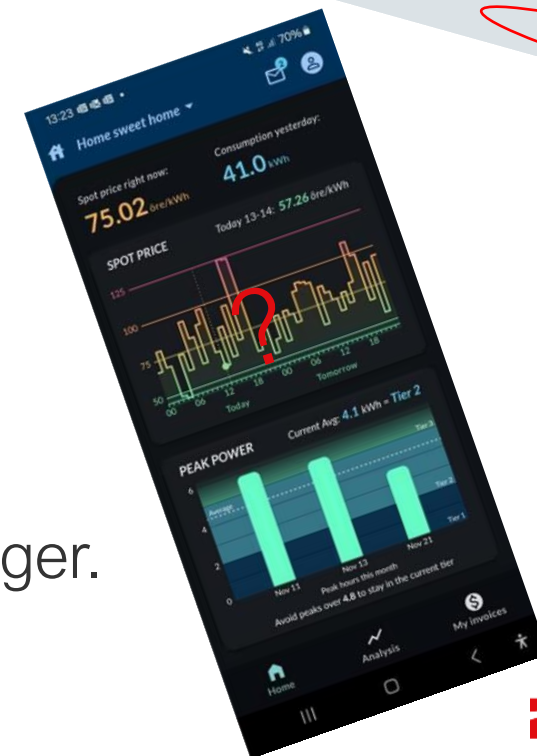 13:23
70%
2
Home sweet home
Spot price right now:
75.02 öre/kWh
Consumption yesterday:
41.0 kWh
SPOT PRICE
Today 13-14: 57.26 öre/kWh
125
100
75
50
00 06 12 18 00 06 12 18
Today
Tomorrow
?
PEAK POWER
Current Avg: 4.1 kWh = Tier 2
6
4
2
0
Average
Tier 3
Tier 2
Tier 1
Nov 11
Nov 13
Nov 21
Peak hours this month
Avoid peaks over 4.8 to stay in the current tier
Home
Analysis
My invoices
ger.